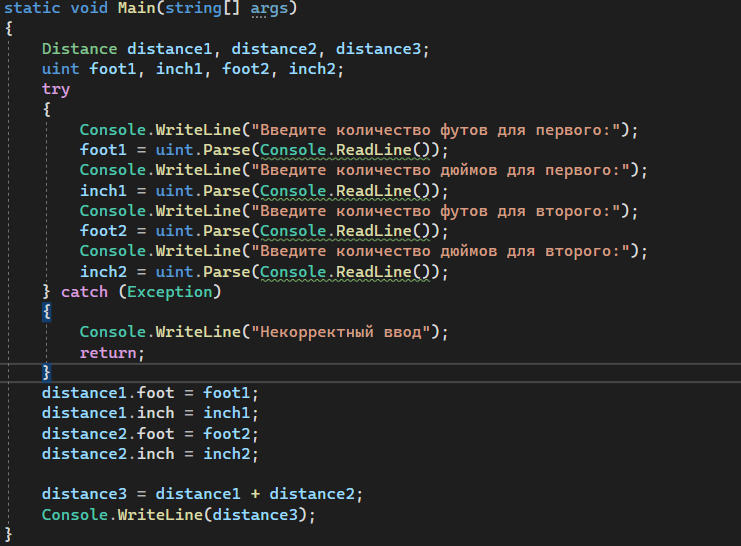 static void Main(string[] args)
{
Distance distance1, distance2, distance3;
uint foot1, inch1, foot2, inch2;
try
{
Console.WriteLine("Введите количество футов для первого:");
foot1 = uint.Parse(Console.ReadLine());
Console.WriteLine("Введите количество дюймов для первого:");
inch1 = uint.Parse(Console.ReadLine());
Console.WriteLine("Введите количество футов для второго:");
foot2 = uint.Parse(Console.ReadLine());
Console.WriteLine("Введите количество дюймов для второго:");
inch2 = uint.Parse(Console.ReadLine());
} catch (Exception)
{
Console.WriteLine("Некорректный ввод");
return;
}
distance1.foot = foot1;
distance1.inch = inch1;
distance2.foot = foot2;
distance2.inch = inch2;
distance3 = distance1 + distance2;
Console.WriteLine(distance3);
}